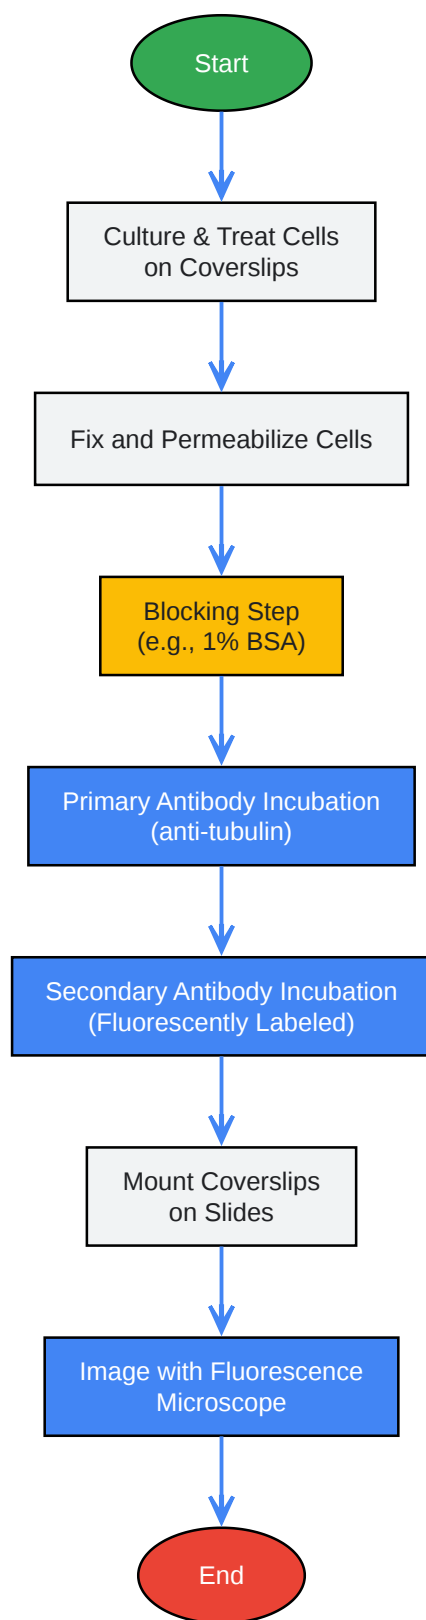 Start
Culture & Treat Cells
on Coverslips
Fix and Permeabilize Cells
Blocking Step
(e.g., 1% BSA)
Primary Antibody Incubation
(anti-tubulin)
Secondary Antibody Incubation
(Fluorescently Labeled)
Mount Coverslips
on Slides
Image with Fluorescence
Microscope
End